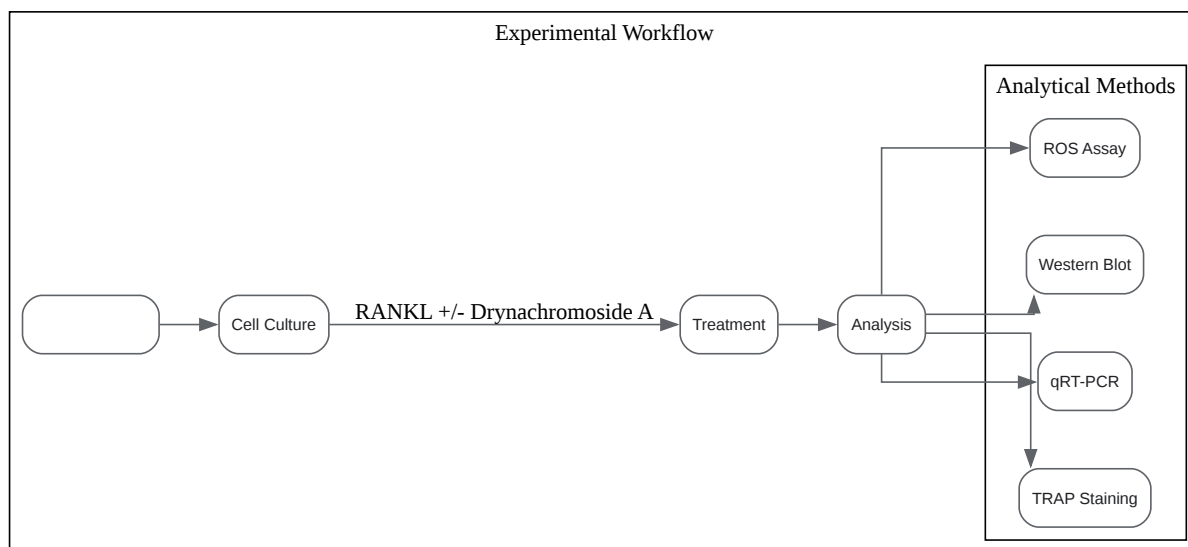 Experimental Workflow
Analytical Methods
ROS Assay
Western Blot
Cell Culture
RANKL +/- Drynachromoside A
Treatment
Analysis
qRT-PCR
TRAP Staining